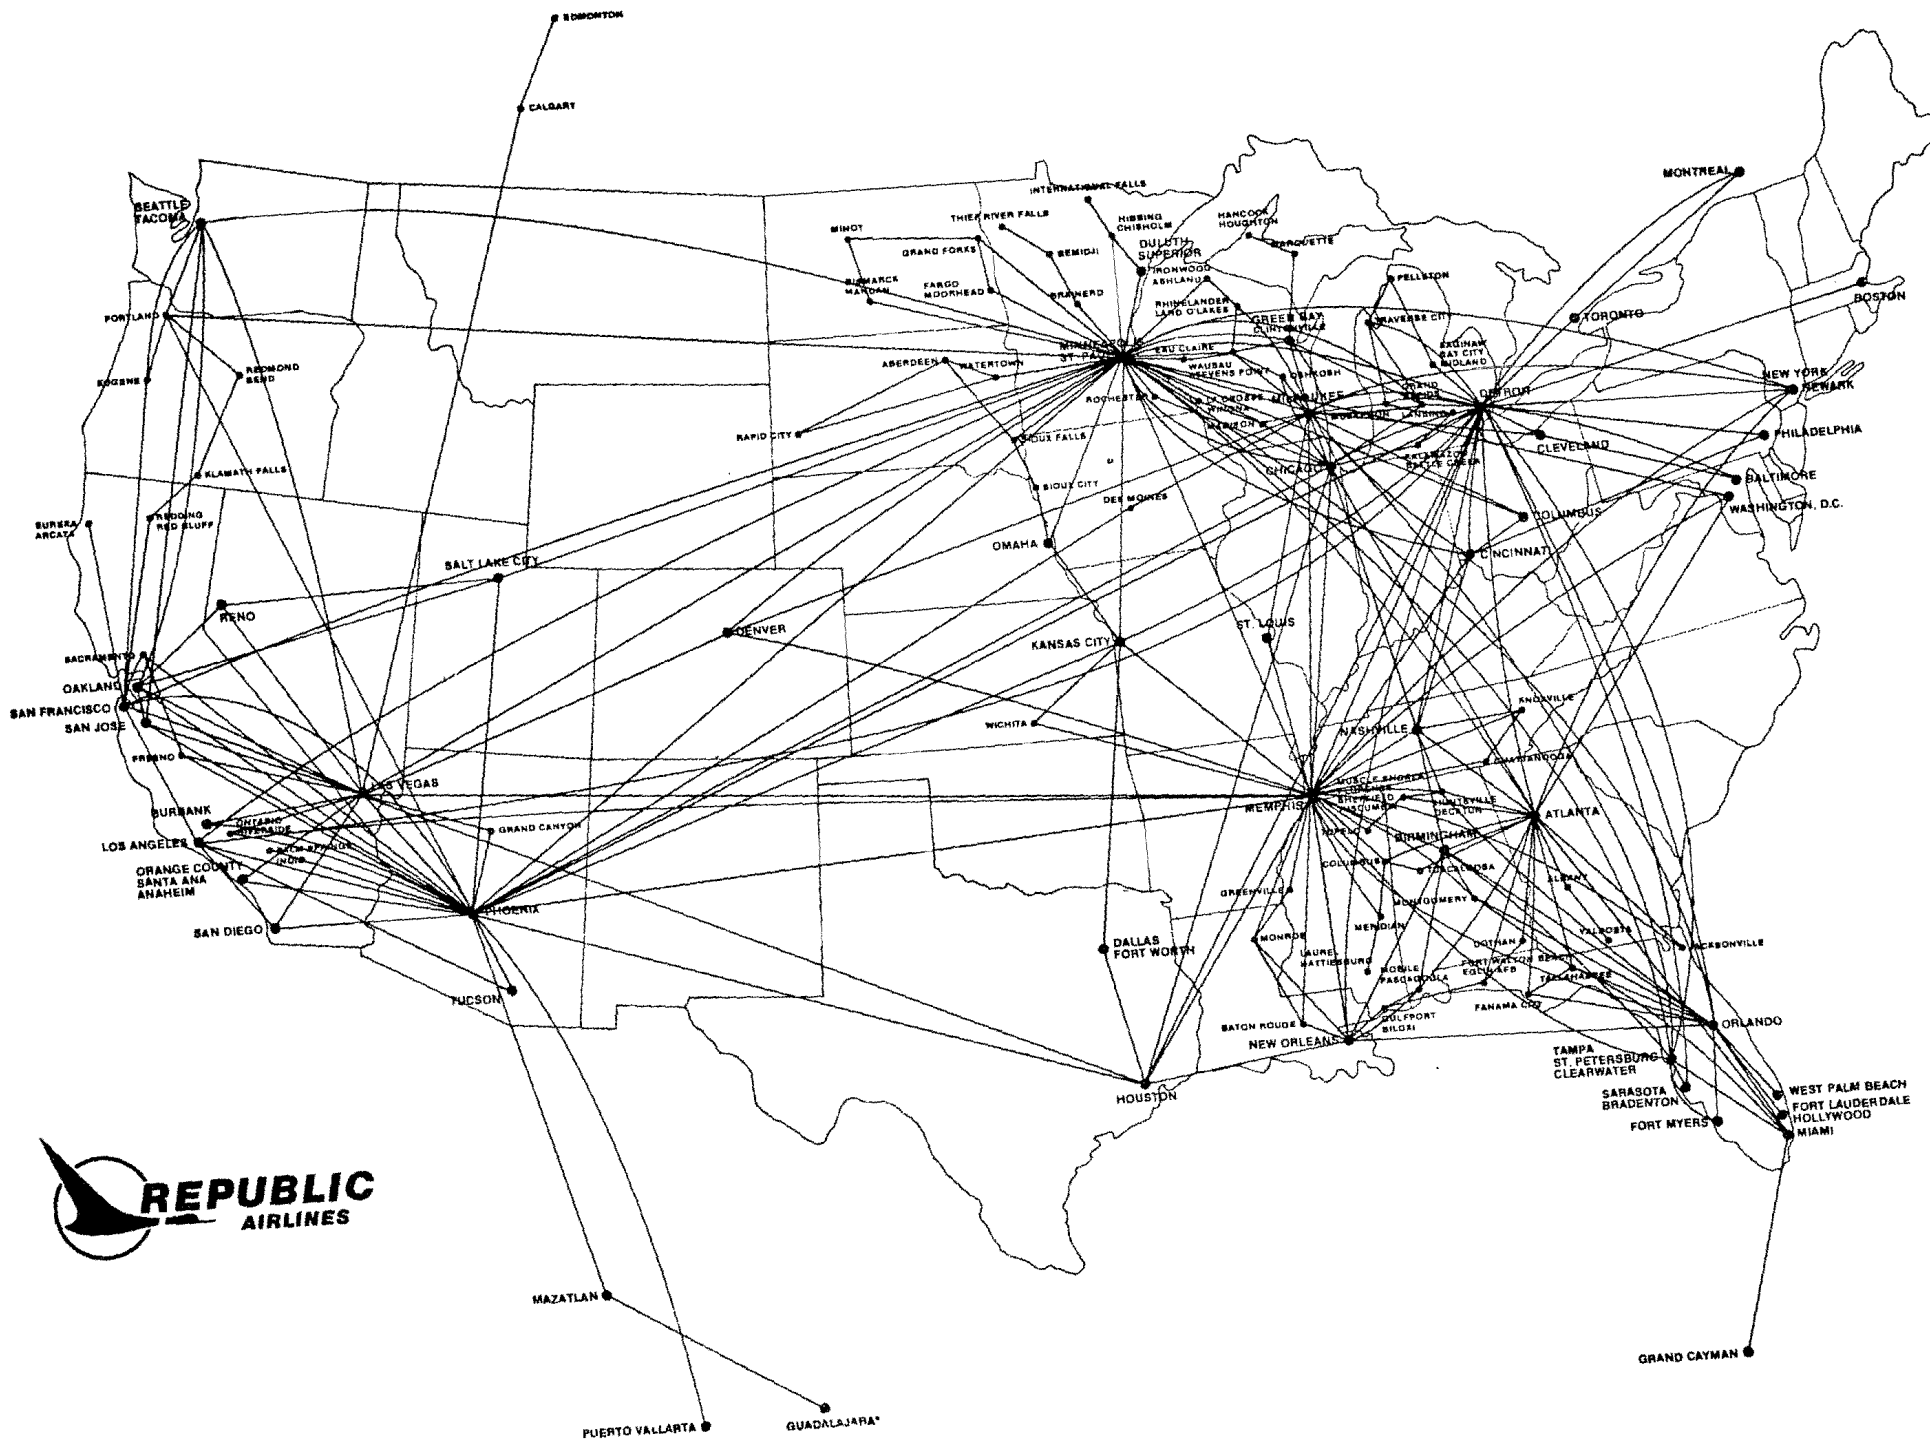 EDMONTON
CALGARY
MONTREAL
SEATTLE
TACOMA
INTERNATIONAL FALLS
THIEF RIVER FALLS
HIBBING
CHISHOLM
HANCOCK
HOUGHTON
MINOT
GRAND FORKS
BEMIDJI
DULUTH
SUPERIOR
MARQUETTE
IRONWOOD
ASHLAND
PELLSTON
BISMARCK
MANDAN
FARGO
MOORHEAD
BRAINERD
BOSTON
RHINELANDER
LAND O'LAKES
PORTLAND
GREEN BAY
CLINTONVILLE
TRAVERSE CITY
TORONTO
MINNEAPOLIS
ST. PAUL
EAU CLAIRE
SAGINAW
BAY CITY
MIDLAND
ABERDEEN
WATERTOWN
WAUSAU
STEVENS POINT
OSHKOSH
EUGENE
REDMOND
BEND
NEW YORK
NEWARK
ROCHESTER
LA CROSSE
WINONA
MILWAUKEE
GRAND
RAPIDS
DETROIT
MUSKEGON
LANSING
MADISON
RAPID CITY
SIOUX FALLS
CLEVELAND
PHILADELPHIA
KALAMAZOO
BATTLE CREEK
CHICAGO
KLAMATH FALLS
SIOUX CITY
BALTIMORE
DES MOINES
WASHINGTON, D.C.
EUREKA
ARCATA
REDDING
RED BLUFF
COLUMBUS
OMAHA
CINCINNATI
SALT LAKE CITY
RENO
ST. LOUIS
DENVER
KANSAS CITY
SACRAMENTO
OAKLAND
SAN FRANCISCO
SAN JOSE
KNOXVILLE
WICHITA
NASHVILLE
FRESNO
CHATTANOOGA
LAS VEGAS
MUSCLE SHOALS
FLORENCE
SHEFFIELD
TUSCUMBIA
HUNTSVILLE
DECATUR
MEMPHIS
BURBANK
ONTARIO
RIVERSIDE
GRAND CANYON
ATLANTA
TUPELO
BIRMINGHAM
LOS ANGELES
PALM SPRINGS
INDIO
COLUMBUS
TUSCALOOSA
ORANGE COUNTY
SANTA ANA
ANAHEIM
ALBANY
GREENVILLE
MONTGOMERY
PHOENIX
MERIDIAN
SAN DIEGO
MONROE
DOTHAN
VALDOSTA
JACKSONVILLE
DALLAS
FORT WORTH
LAUREL
HATTIESBURG
MOBILE
PASCAGOULA
FORT WALTON BEACH
EGLIN AFB
TALLAHASSEE
TUCSON
PANAMA CITY
GULFPORT
BILOXI
BATON ROUGE
NEW ORLEANS
ORLANDO
TAMPA
ST. PETERSBURG
CLEARWATER
HOUSTON
SARASOTA
BRADENTON
WEST PALM BEACH
FORT LAUDERDALE
HOLLYWOOD
FORT MYERS
MIAMI
REPUBLIC
AIRLINES
MAZATLAN
GRAND CAYMAN
PUERTO VALLARTA
GUADALAJARA*